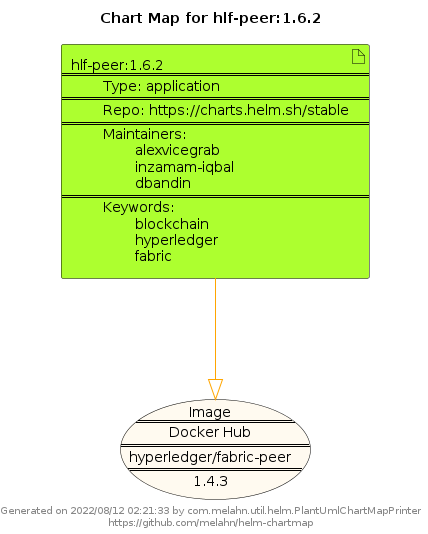 Chart Map for hlf-peer:1.6.2
hlf-peer:1.6.2
Type: application
Repo: https://charts.helm.sh/stable
Maintainers:
alexvicegrab
inzamam-iqbal
dbandin
Keywords:
blockchain
hyperledger
fabric
Image
Docker Hub
hyperledger/fabric-peer
1.4.3
Generated on 2022/08/12 02:21:33 by com.melahn.util.helm.PlantUmlChartMapPrinter
https://github.com/melahn/helm-chartmap